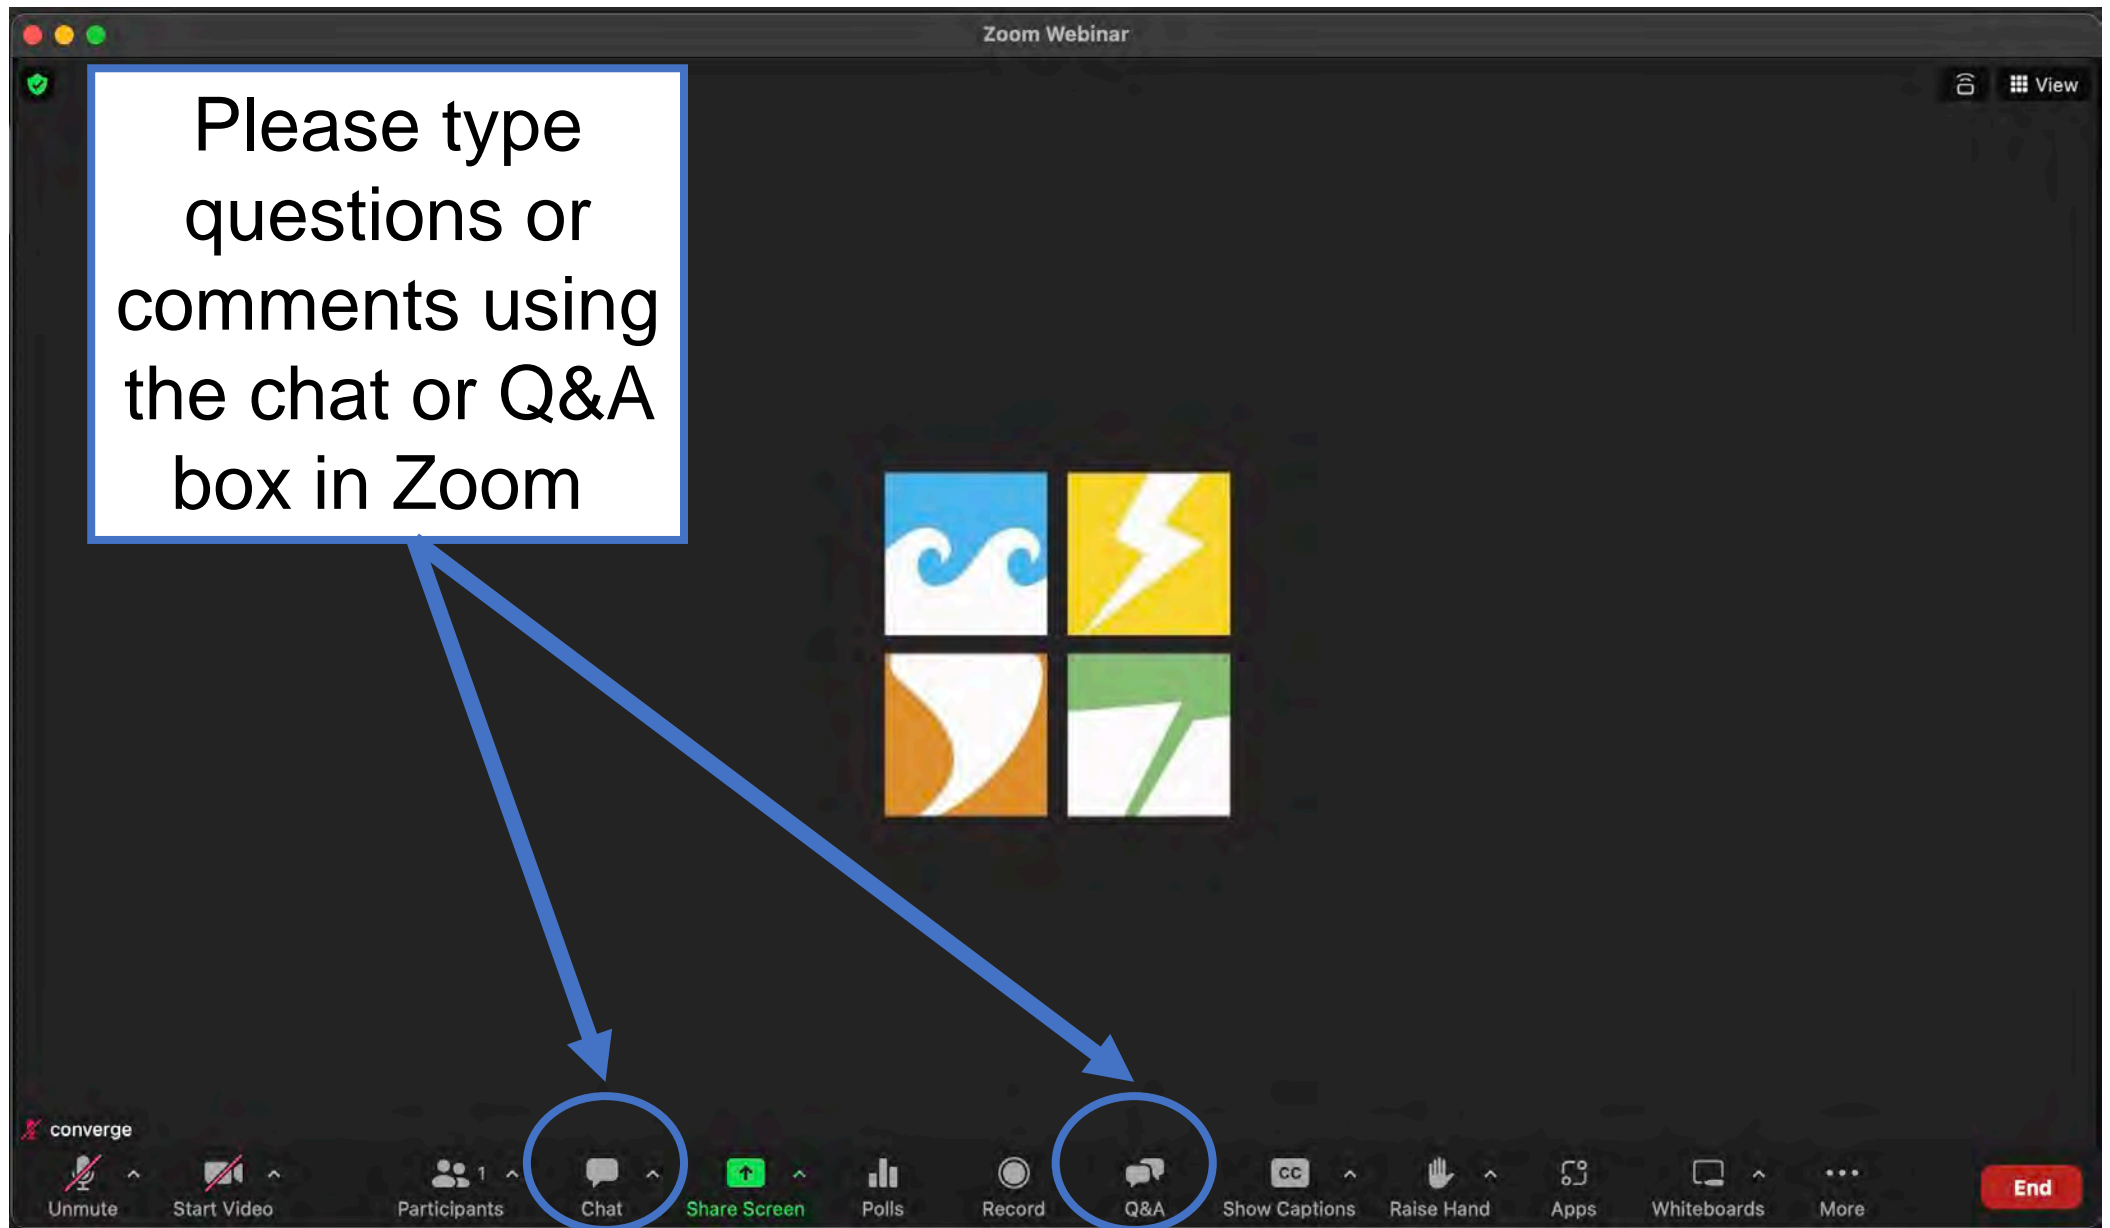 Zoom Webinar
View
Please type
questions or
comments using
the chat or Q&A
box in Zoom
converge
1
CC
Unmute
Start Video
Participants
Chat
Share Screen
Polls
Record
Q&A
Show Captions
Raise Hand
Apps
Whiteboards
More
End